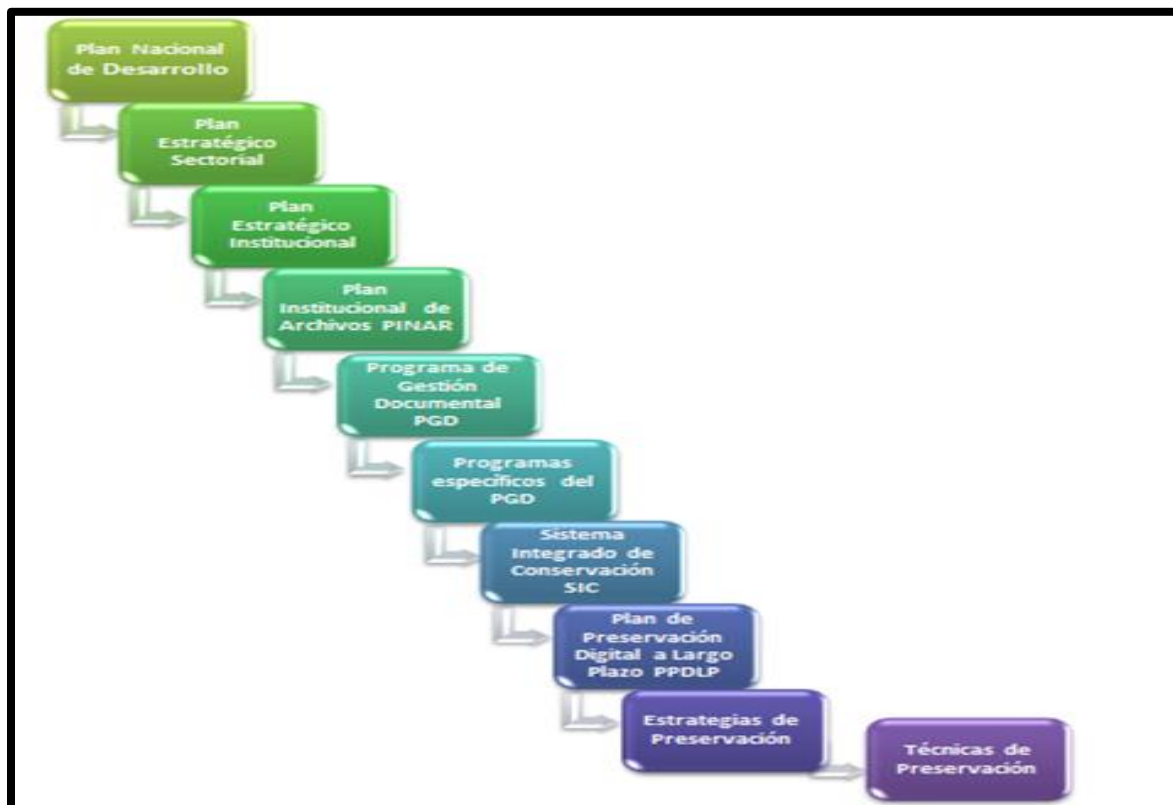 Plan Nacional
de Desarrollo
Plan
Estratégico
Sectorial
Plan
Estratégico
Institucional
Plan
Institucional de
Archivos PINAR
Programa de
Gestión
Documental
PGD
Programas
específicos del
PGD
Sistema
Integrado de
Conservación
SIC
Plan de
Preservación
Digital a Largo
Plazo PPDLP
Estrategias de
Preservación
Técnicas de
Preservación